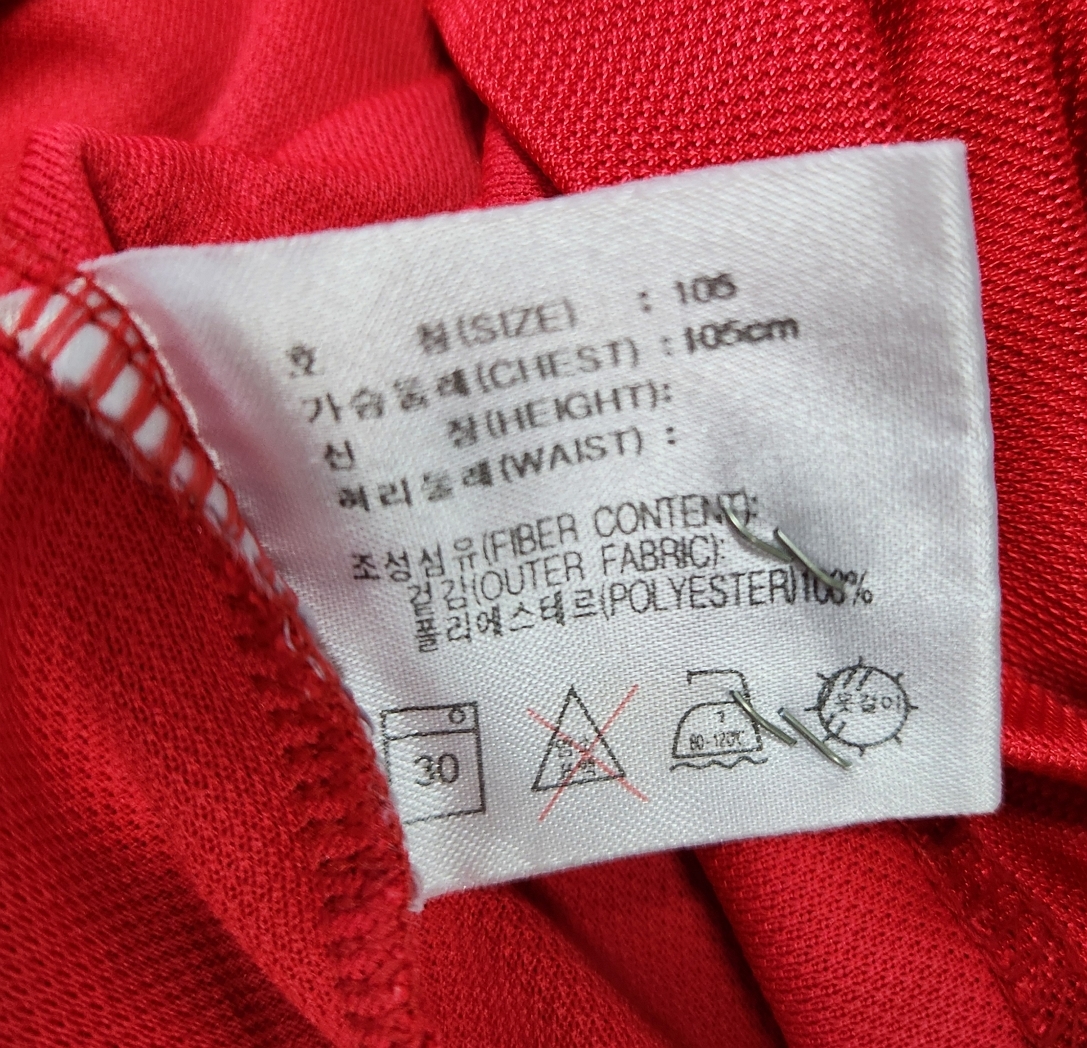 호 칭(SIZE) : 105
가슴둘레(CHEST) : 105cm
신 장(HEIGHT):
허리둘레(WAIST) :
조성섬유(FIBER CONTENT):
겉감(OUTER FABRIC):
폴리에스테르(POLYESTER)100%
30
80-120℃
옷걸이